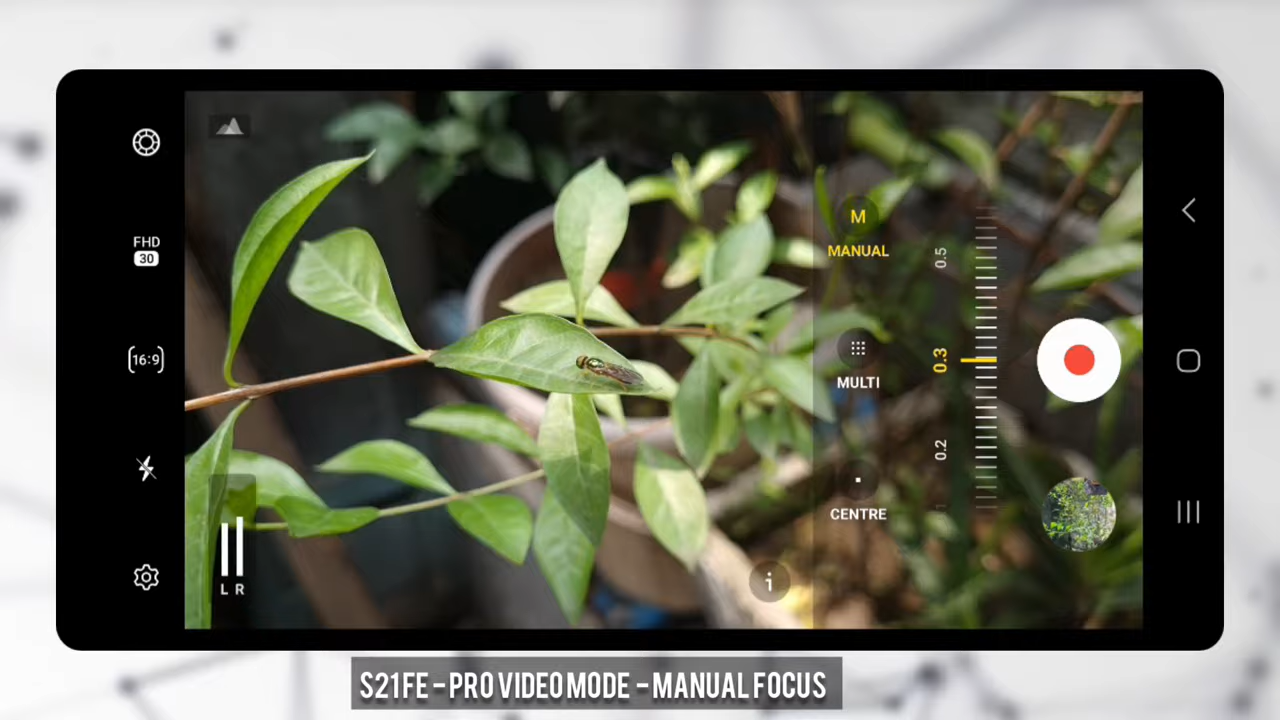 FHD
30
16:9
L R
M
MANUAL
MULTI
CENTRE
0.5
0.3
0.2
i
S21FE - PRO VIDEO MODE - MANUAL FOCUS